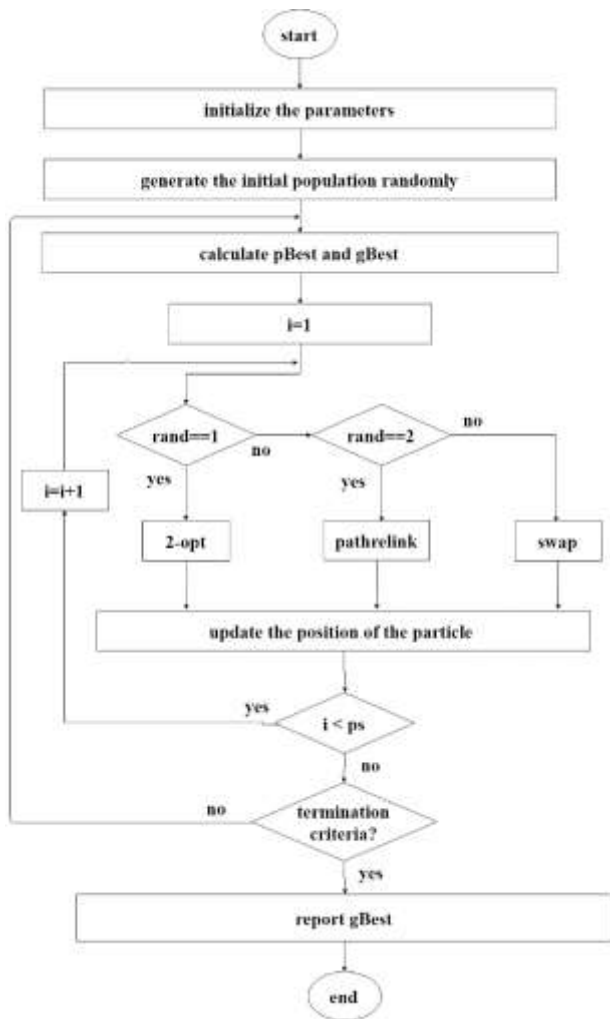 start
initialize the parameters
generate the initial population randomly
calculate pBest and gBest
i=1
rand==1
no
rand==2
no
yes
yes
i=i+1
2-opt
pathrelink
swap
update the position of the particle
yes
i < ps
no
no
termination
criteria?
yes
report gBest
end